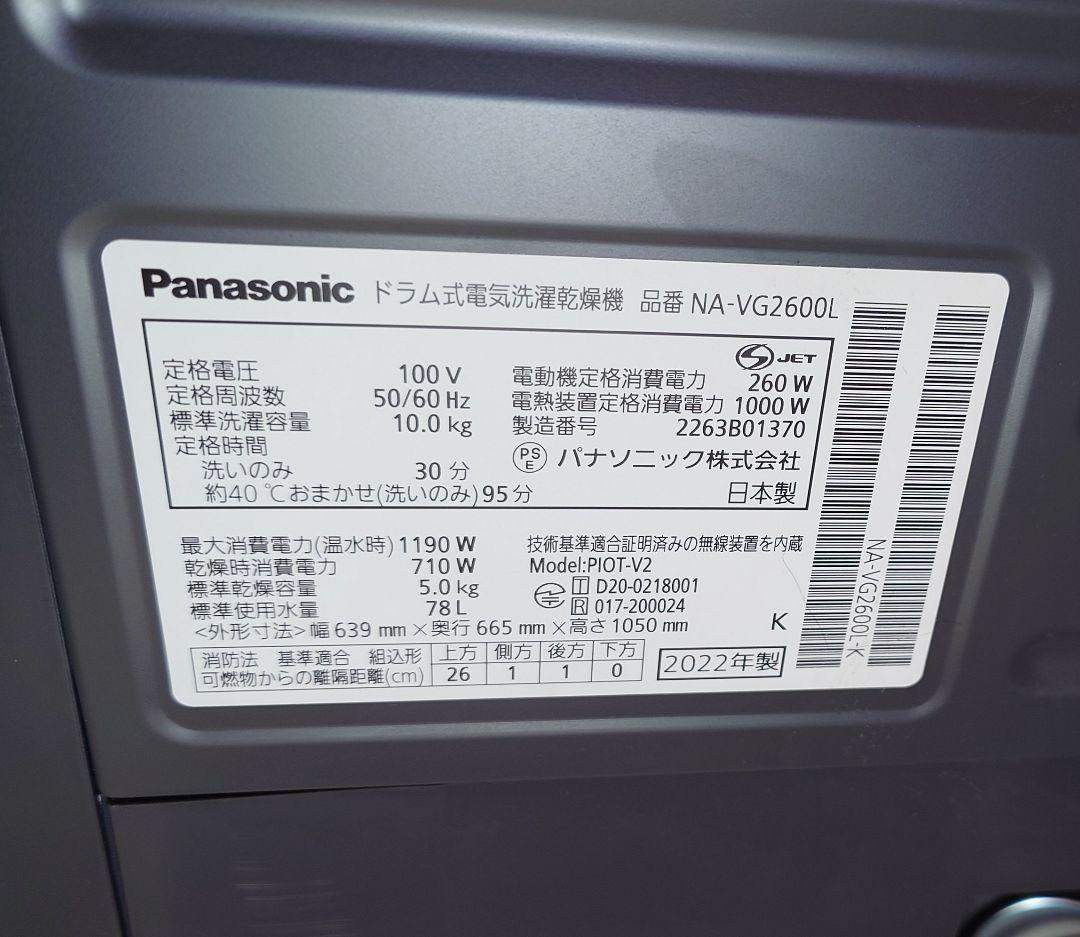 Panasonic ドラム式電気洗濯乾燥機 品番 NA-VG2600L
JET
定格電圧 100 V
定格周波数 50/60 Hz
標準洗濯容量 10.0 kg
定格時間
洗いのみ 30 分
約40 ℃おまかせ(洗いのみ) 95 分
電動機定格消費電力 260 W
電熱装置定格消費電力 1000 W
製造番号 2263B01370
PSE パナソニック株式会社
日本製
最大消費電力(温水時) 1190 W
乾燥時消費電力 710 W
標準乾燥容量 5.0 kg
標準使用水量 78 L
<外形寸法> 幅 639 mm × 奥行 665 mm × 高さ 1050 mm
技術基準適合証明済みの無線装置を内蔵
Model:PIOT-V2
T D20-0218001
R 017-200024
K
消防法 基準適合 組込形
可燃物からの離隔距離(cm)
上方 側方 後方 下方
26 1 1 0
2022年製
NA-VG2600L-K